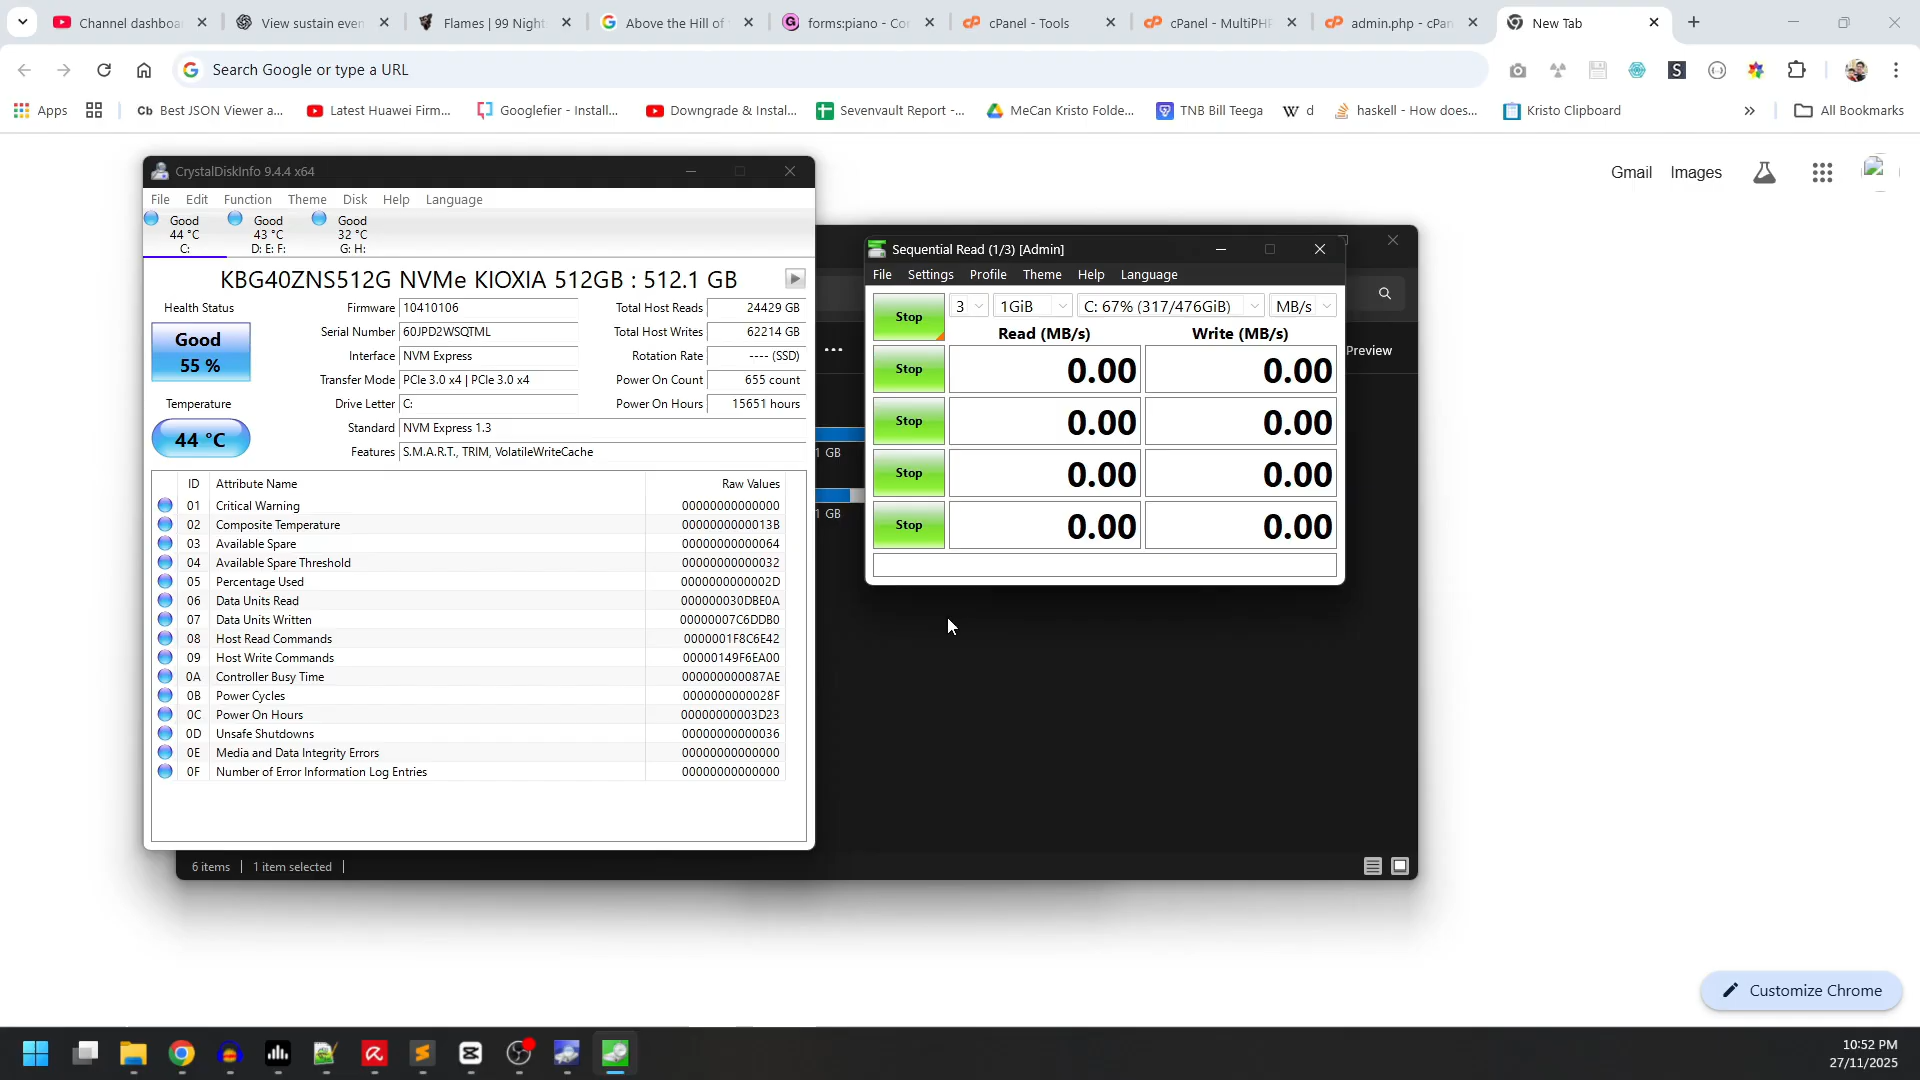 Channel dashboa
View sustain even
Flames | 99 Night
Above the Hill of
forms:piano - Co
cPanel - Tools
cPanel - MultiPHP
admin.php - cPan
New Tab
Search Google or type a URL
Apps
Cb Best JSON Viewer a...
Latest Huawei Firm...
Googlefier - Install...
Downgrade & Instal...
Sevenvault Report -...
MeCan Kristo Folde...
TNB Bill Teega
W d
haskell - How does...
Kristo Clipboard
»
All Bookmarks
Gmail
Images
CrystalDiskInfo 9.4.4 x64
File Edit Function Theme Disk Help Language
Good Good Good
44 °C 43 °C 32 °C
C: D: E: F: G: H:
KBG40ZNS512G NVMe KIOXIA 512GB : 512.1 GB
Health Status
Good
55 %
Temperature
44 °C
Firmware 10410106
Serial Number 60JPD2WSQTML
Interface NVM Express
Transfer Mode PCIe 3.0 x4 | PCIe 3.0 x4
Drive Letter C:
Standard NVM Express 1.3
Features S.M.A.R.T., TRIM, VolatileWriteCache
Total Host Reads 24429 GB
Total Host Writes 62214 GB
Rotation Rate ---- (SSD)
Power On Count 655 count
Power On Hours 15651 hours
ID Attribute Name Raw Values
01 Critical Warning 00000000000000
02 Composite Temperature 0000000000013B
03 Available Spare 00000000000064
04 Available Spare Threshold 00000000000032
05 Percentage Used 0000000000002D
06 Data Units Read 000000030DBE0A
07 Data Units Written 00000007C6DDB0
08 Host Read Commands 0000001F8C6E42
09 Host Write Commands 00000149F6EA00
0A Controller Busy Time 000000000087AE
0B Power Cycles 0000000000028F
0C Power On Hours 00000000003D23
0D Unsafe Shutdowns 00000000000036
0E Media and Data Integrity Errors 00000000000000
0F Number of Error Information Log Entries 00000000000000
Sequential Read (1/3) [Admin]
File Settings Profile Theme Help Language
Stop 3 1GiB C: 67% (317/476GiB) MB/s
Read (MB/s) Write (MB/s)
Stop 0.00 0.00
Stop 0.00 0.00
Stop 0.00 0.00
Stop 0.00 0.00
Preview
1 GB
1 GB
6 items | 1 item selected |
Customize Chrome
10:52 PM
27/11/2025